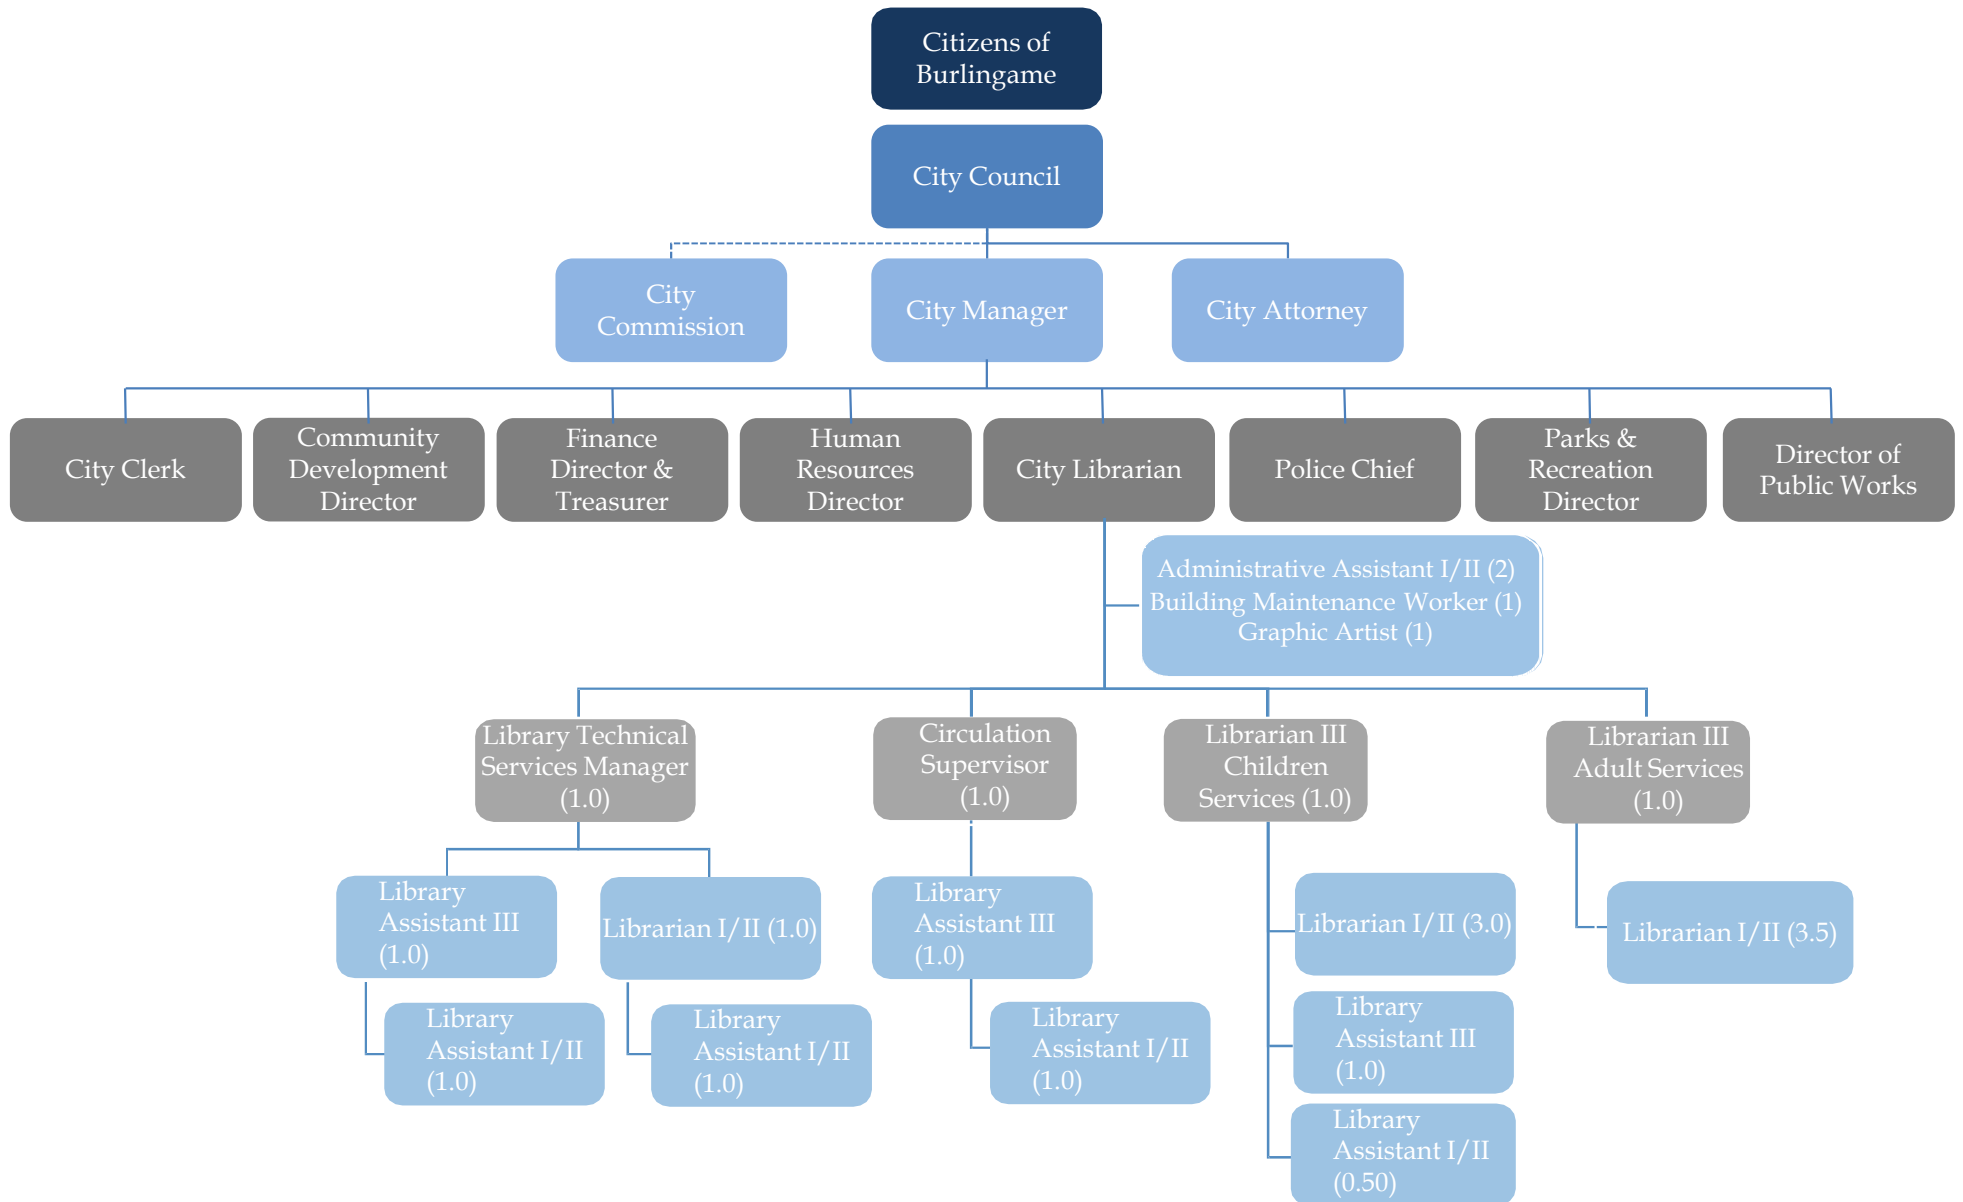 Citizens of
Burlingame
City Council
City
Commission
City Manager
City Attorney
City Clerk
Community
Development
Director
Finance
Director &
Treasurer
Human
Resources
Director
City Librarian
Police Chief
Parks &
Recreation
Director
Director of
Public Works
Administrative Assistant I/II (2)
Building Maintenance Worker (1)
Graphic Artist (1)
Library Technical
Services Manager
(1.0)
Circulation
Supervisor
(1.0)
Librarian III
Children
Services (1.0)
Librarian III
Adult Services
(1.0)
Library
Assistant III
(1.0)
Librarian I/II (1.0)
Library
Assistant III
(1.0)
Librarian I/II (3.0)
Librarian I/II (3.5)
Library
Assistant I/II
(1.0)
Library
Assistant I/II
(1.0)
Library
Assistant I/II
(1.0)
Library
Assistant III
(1.0)
Library
Assistant I/II
(0.50)